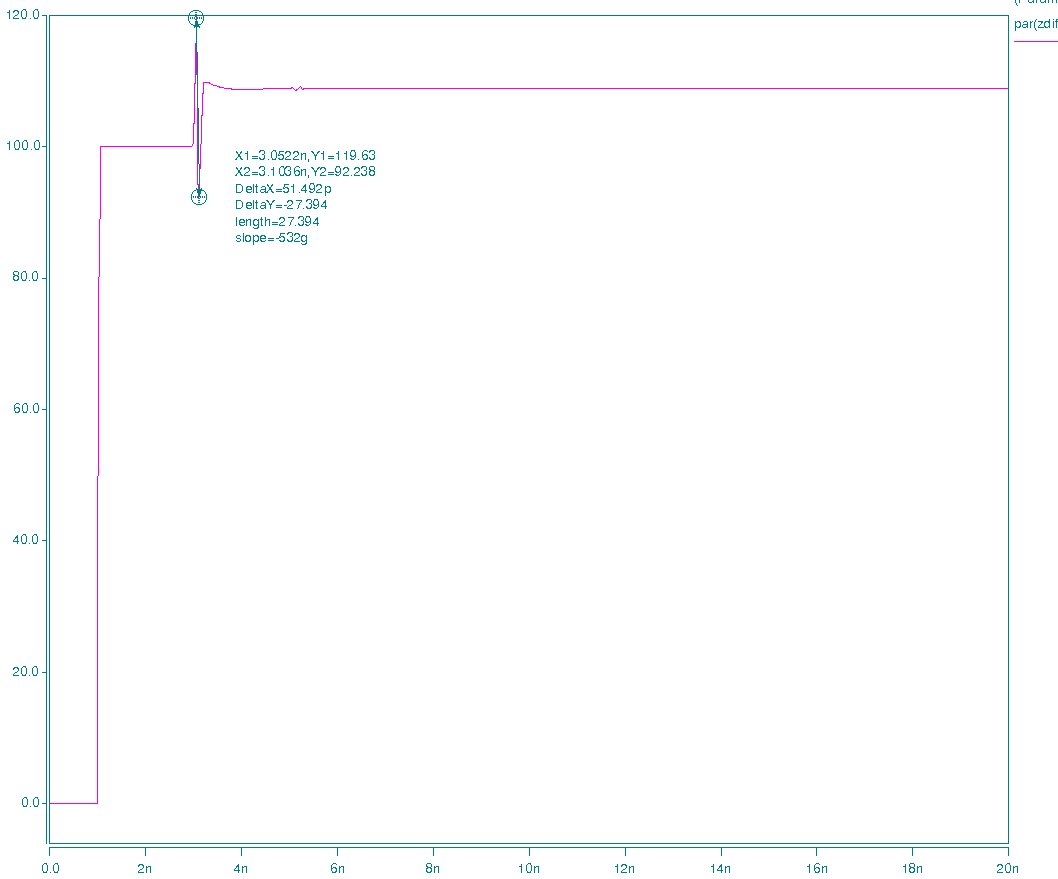 120.0
par(zdif
100.0
X1=3.0522n,Y1=119.63
X2=3.1036n,Y2=92.238
DeltaX=51.492p
DeltaY=-27.394
length=27.394
slope=-532g
80.0
60.0
40.0
20.0
0.0
0.0 2n 4n 6n 8n 10n 12n 14n 16n 18n 20n